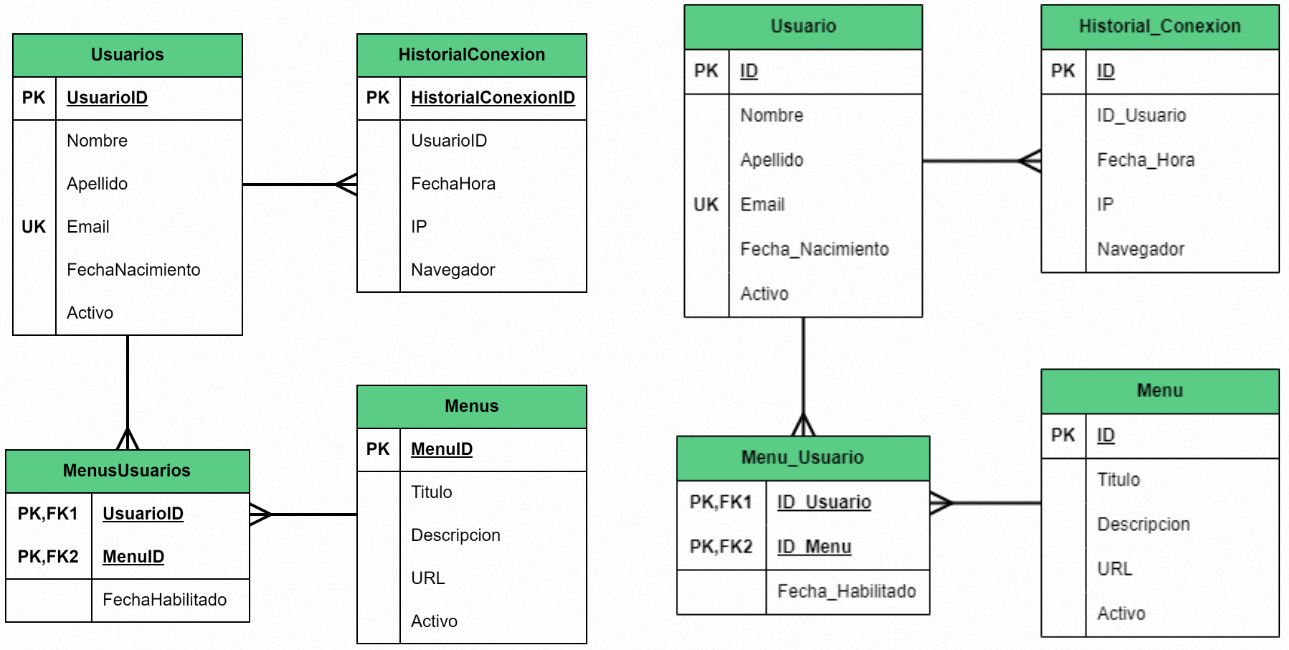 Usuarios
PK UsuarioID
Nombre
Apellido
UK Email
FechaNacimiento
Activo
HistorialConexion
PK HistorialConexionID
UsuarioID
FechaHora
IP
Navegador
MenusUsuarios
PK,FK1 UsuarioID
PK,FK2 MenuID
FechaHabilitado
Menus
PK MenuID
Titulo
Descripcion
URL
Activo
Usuario
PK ID
Nombre
Apellido
UK Email
Fecha_Nacimiento
Activo
Historial_Conexion
PK ID
ID_Usuario
Fecha_Hora
IP
Navegador
Menu_Usuario
PK,FK1 ID_Usuario
PK,FK2 ID_Menu
Fecha_Habilitado
Menu
PK ID
Titulo
Descripcion
URL
Activo